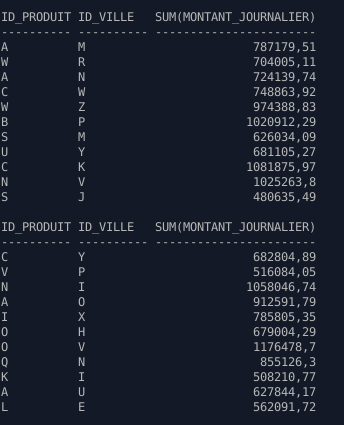 ID_PRODUIT ID_VILLE   SUM(MONTANT_JOURNALIER)
---------- ---------- -----------------------
A          M                        787179,51
W          R                        704005,11
A          N                        724139,74
C          W                        748863,92
W          Z                        974388,83
B          P                       1020912,29
S          M                        626034,09
U          Y                        681105,27
C          K                       1081875,97
N          V                        1025263,8
S          J                        480635,49

ID_PRODUIT ID_VILLE   SUM(MONTANT_JOURNALIER)
---------- ---------- -----------------------
C          Y                        682804,89
V          P                        516084,05
N          I                       1058046,74
A          O                        912591,79
I          X                        785805,35
O          H                        679004,29
O          V                        1176478,7
Q          N                         855126,3
K          I                        508210,77
A          U                        627844,17
L          E                        562091,72